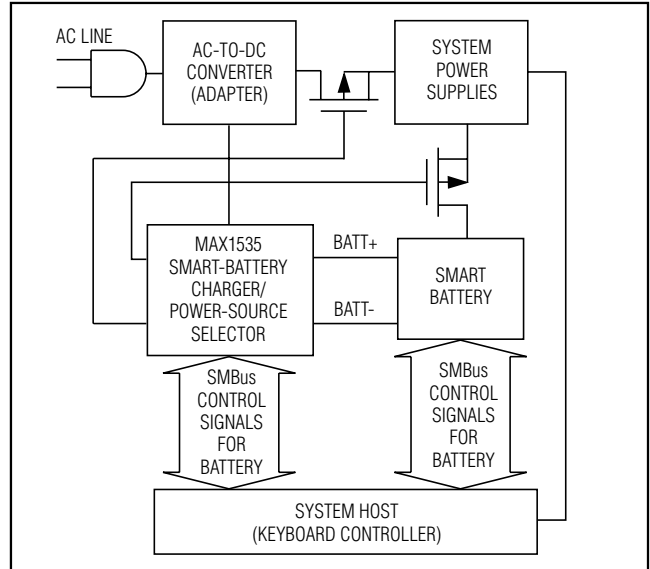 AC LINE
AC-TO-DC
CONVERTER
(ADAPTER)
SYSTEM
POWER
SUPPLIES
MAX1535
SMART-BATTERY
CHARGER/
POWER-SOURCE
SELECTOR
BATT+
BATT-
SMART
BATTERY
SMBus
CONTROL
SIGNALS
FOR
BATTERY
SMBus
CONTROL
SIGNALS
FOR
BATTERY
SYSTEM HOST
(KEYBOARD CONTROLLER)